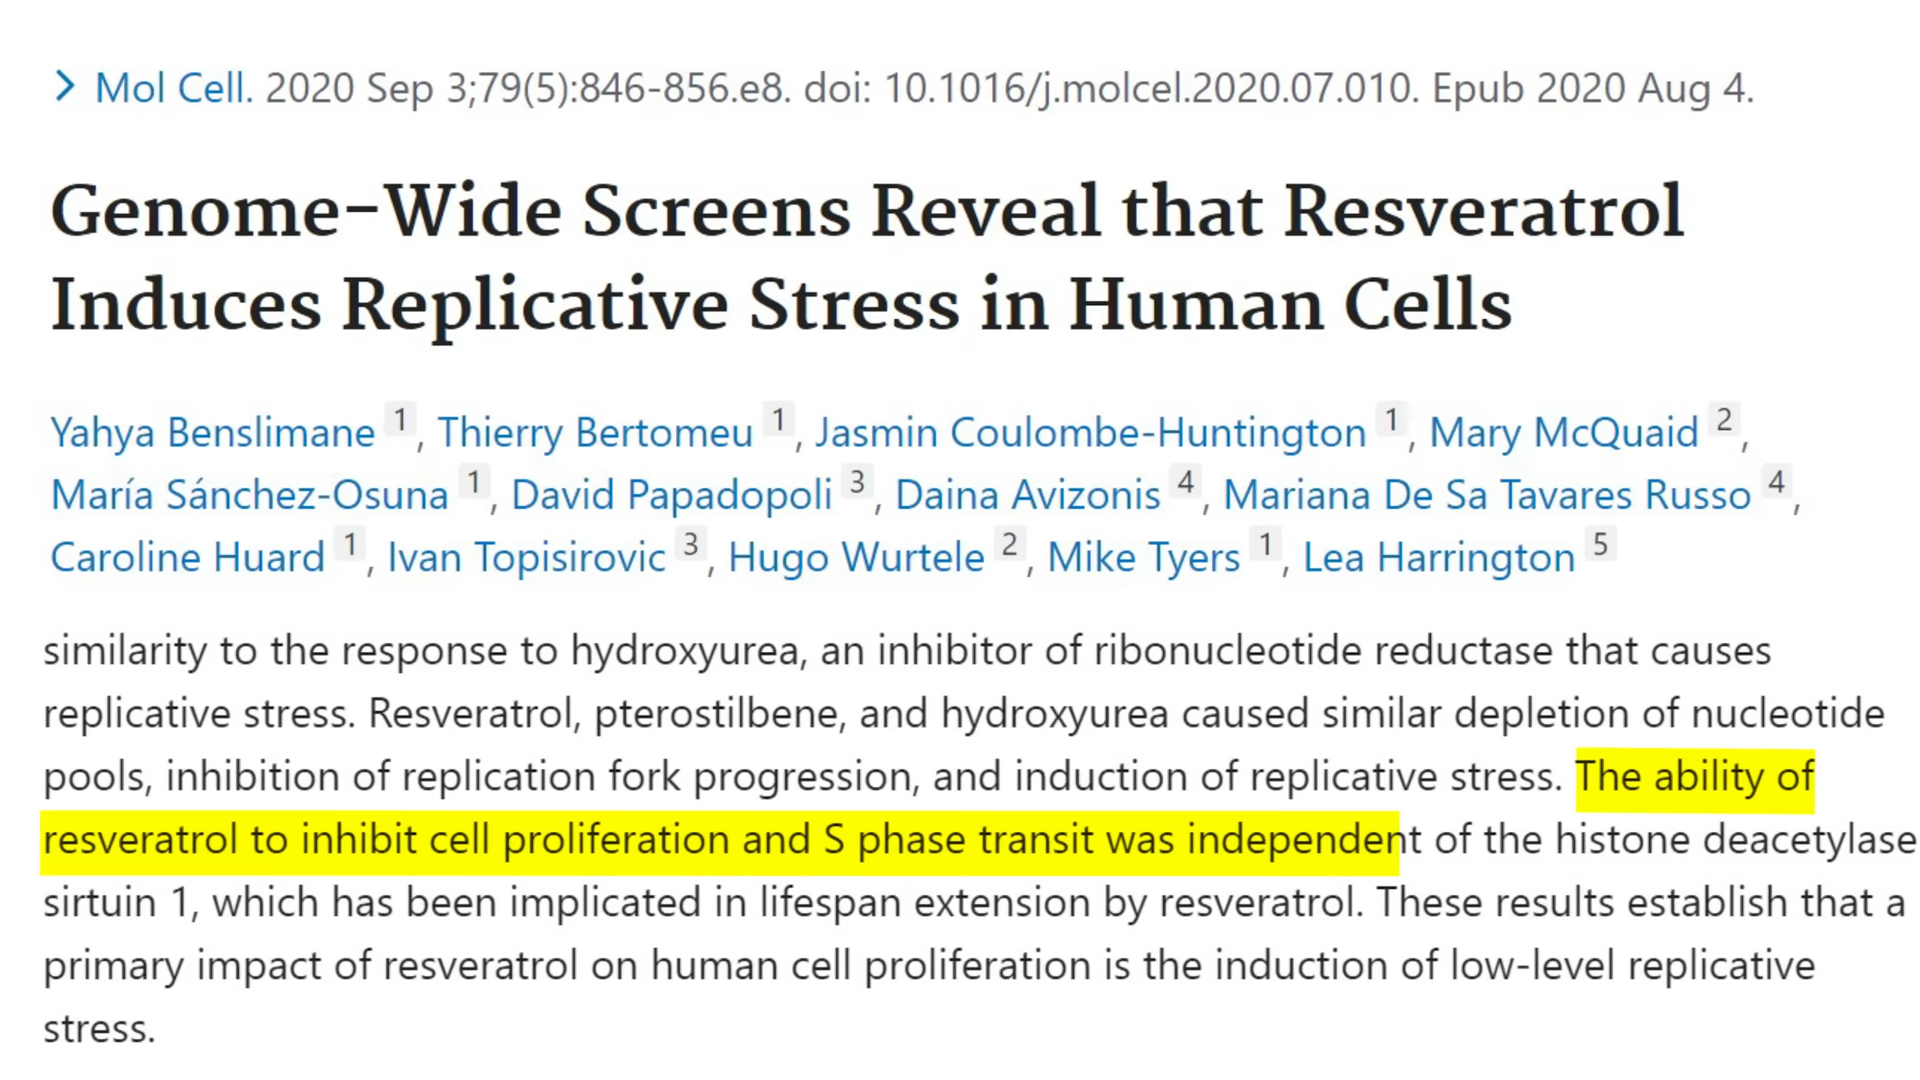 Mol Cell. 2020 Sep 3;79(5):846-856.e8. doi: 10.1016/j.molcel.2020.07.010. Epub 2020 Aug 4.
Genome-Wide Screens Reveal that Resveratrol
Induces Replicative Stress in Human Cells
Yahya Benslimane 1, Thierry Bertomeu 1, Jasmin Coulombe-Huntington 1, Mary McQuaid 2,
María Sánchez-Osuna 1, David Papadopoli 3, Daina Avizonis 4, Mariana De Sa Tavares Russo 4,
Caroline Huard 1, Ivan Topisirovic 3, Hugo Wurtele 2, Mike Tyers 1, Lea Harrington 5
similarity to the response to hydroxyurea, an inhibitor of ribonucleotide reductase that causes
replicative stress. Resveratrol, pterostilbene, and hydroxyurea caused similar depletion of nucleotide
pools, inhibition of replication fork progression, and induction of replicative stress. The ability of
resveratrol to inhibit cell proliferation and S phase transit was independent of the histone deacetylase
sirtuin 1, which has been implicated in lifespan extension by resveratrol. These results establish that a
primary impact of resveratrol on human cell proliferation is the induction of low-level replicative
stress.